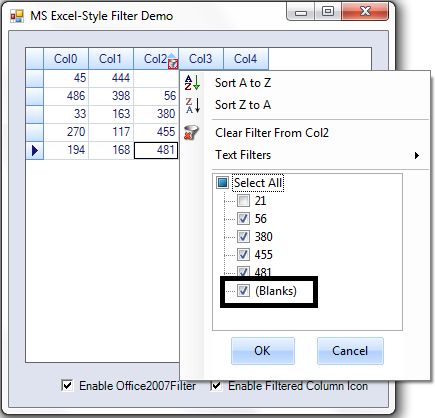 MS Excel-Style Filter Demo
Col0 Col1 Col2 Col3 Col4
45 444
486 398 56
33 163 380
270 117 455
194 168 481
Sort A to Z
Sort Z to A
Clear Filter From Col2
Text Filters
Select All
21
56
380
455
481
(Blanks)
OK Cancel
Enable Office2007Filter Enable Filtered Column Icon